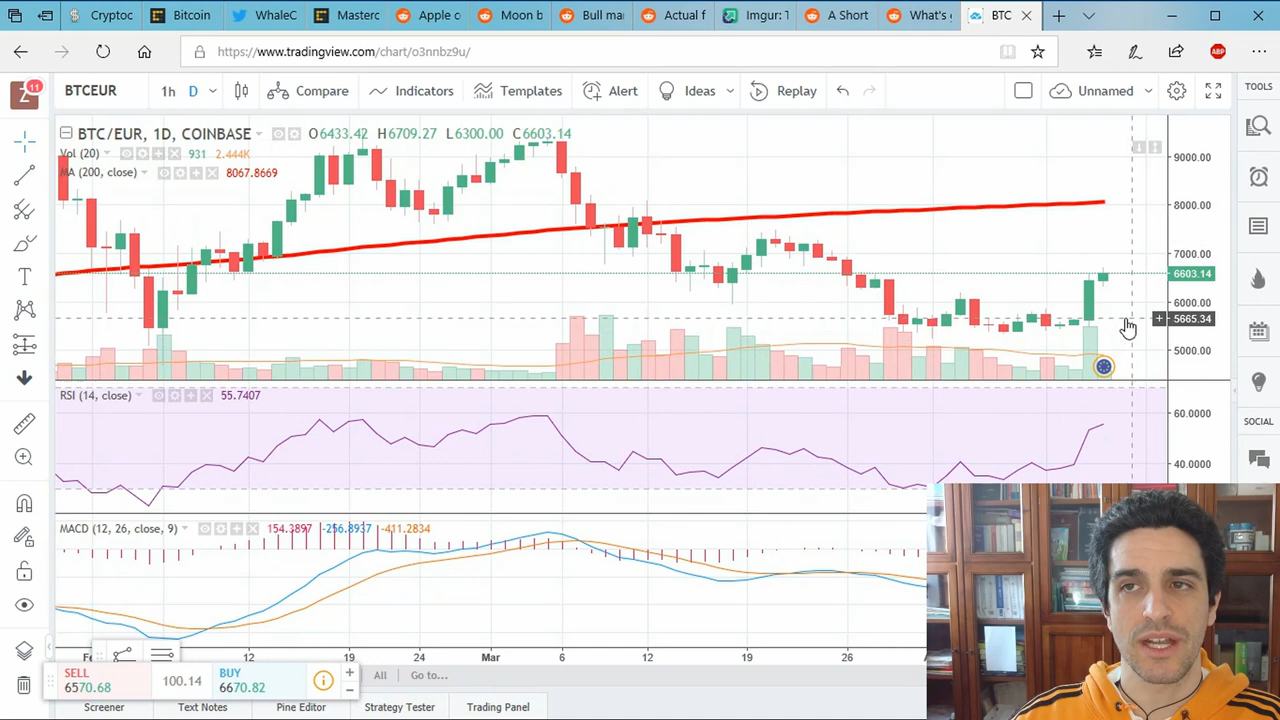 Cryptoc
Bitcoin
WhaleC
Masterc
Apple c
Moon b
Bull ma
Actual f
Imgur: T
A Short
What's g
BTC
https://www.tradingview.com/chart/o3nnbz9u/
ABP
11
Z
BTCEUR
1h D
Compare
Indicators
Templates
Alert
Ideas
Replay
Unnamed
TOOLS
BTC/EUR, 1D, COINBASE O6433.42 H6709.27 L6300.00 C6603.14
Vol (20) 931 2.444K
MA (200, close) 8067.8669
9000.00
8000.00
7000.00
6603.14
6000.00
5665.34
5000.00
RSI (14, close) 55.7407
60.0000
40.0000
SOCIAL
MACD (12, 26, close, 9) 154.3897 -256.8937 -411.2834
12 19 24 Mar 6 12 19 26
SELL
6570.68
100.14
BUY
6670.82
All Go to...
Screener Text Notes Pine Editor Strategy Tester Trading Panel